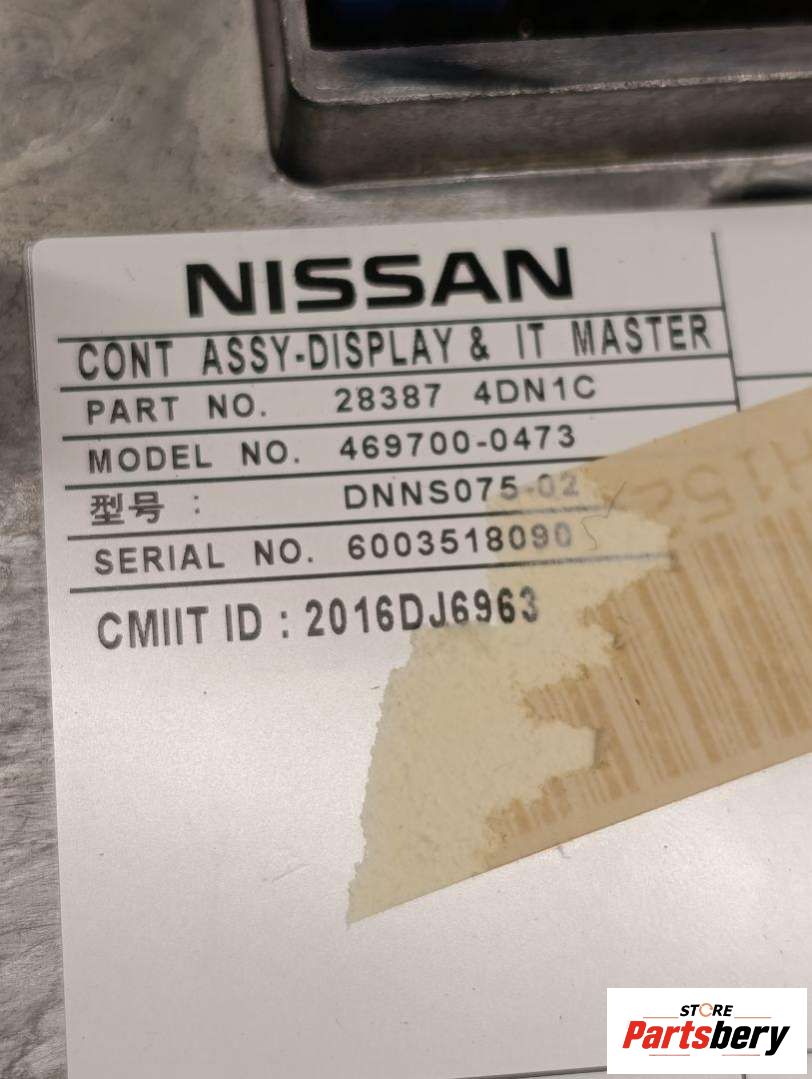 NISSAN
CONT ASSY-DISPLAY & IT MASTER
PART NO. 28387 4DN1C
MODEL NO. 469700-0473
型号 : DNNS075-02
SERIAL NO. 6003518090
CMIIT ID : 2016DJ6963
STORE
Partsbery